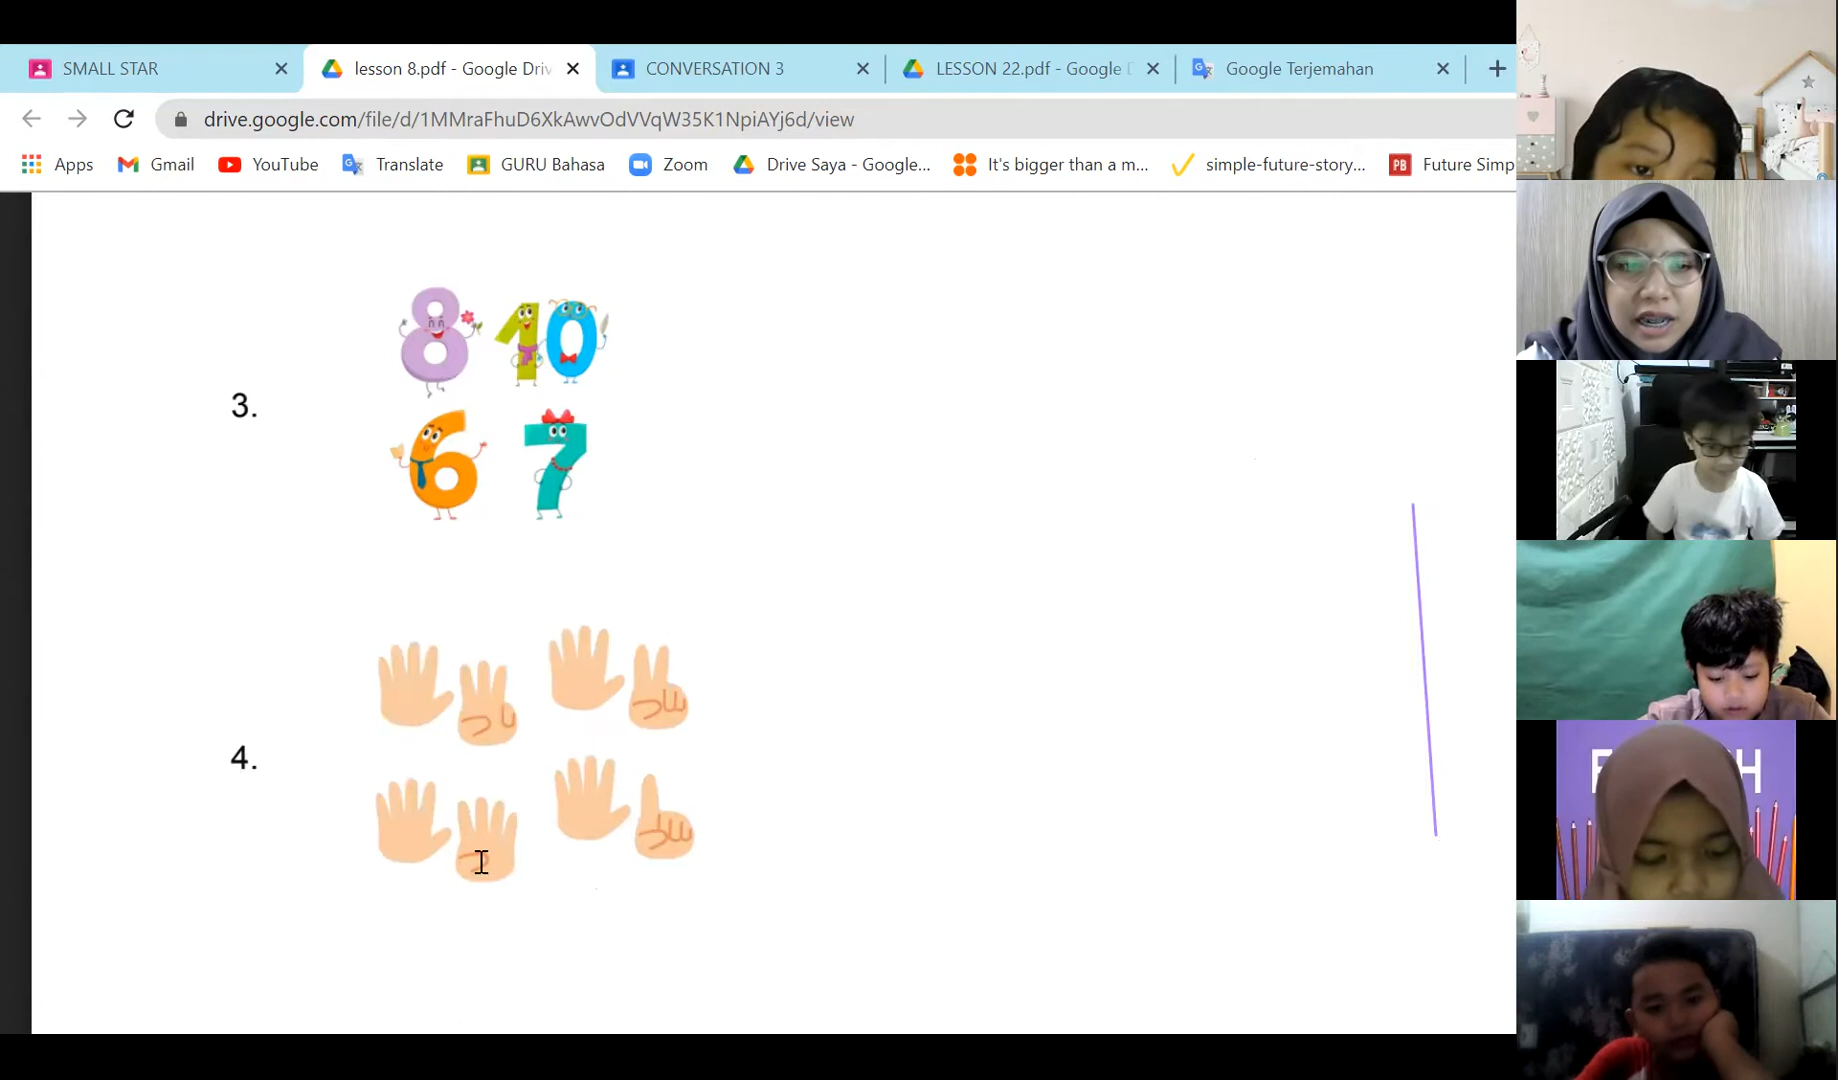 SMALL STAR
lesson 8.pdf - Google Driv
CONVERSATION 3
LESSON 22.pdf - Google D
Google Terjemahan
drive.google.com/file/d/1MMraFhuD6XkAwvOdVVqW35K1NpiAYj6d/view
Apps
Gmail
YouTube
Translate
GURU Bahasa
Zoom
Drive Saya - Google...
It's bigger than a m...
simple-future-story...
PB Future Simp
8 10
3.
6 7
4.